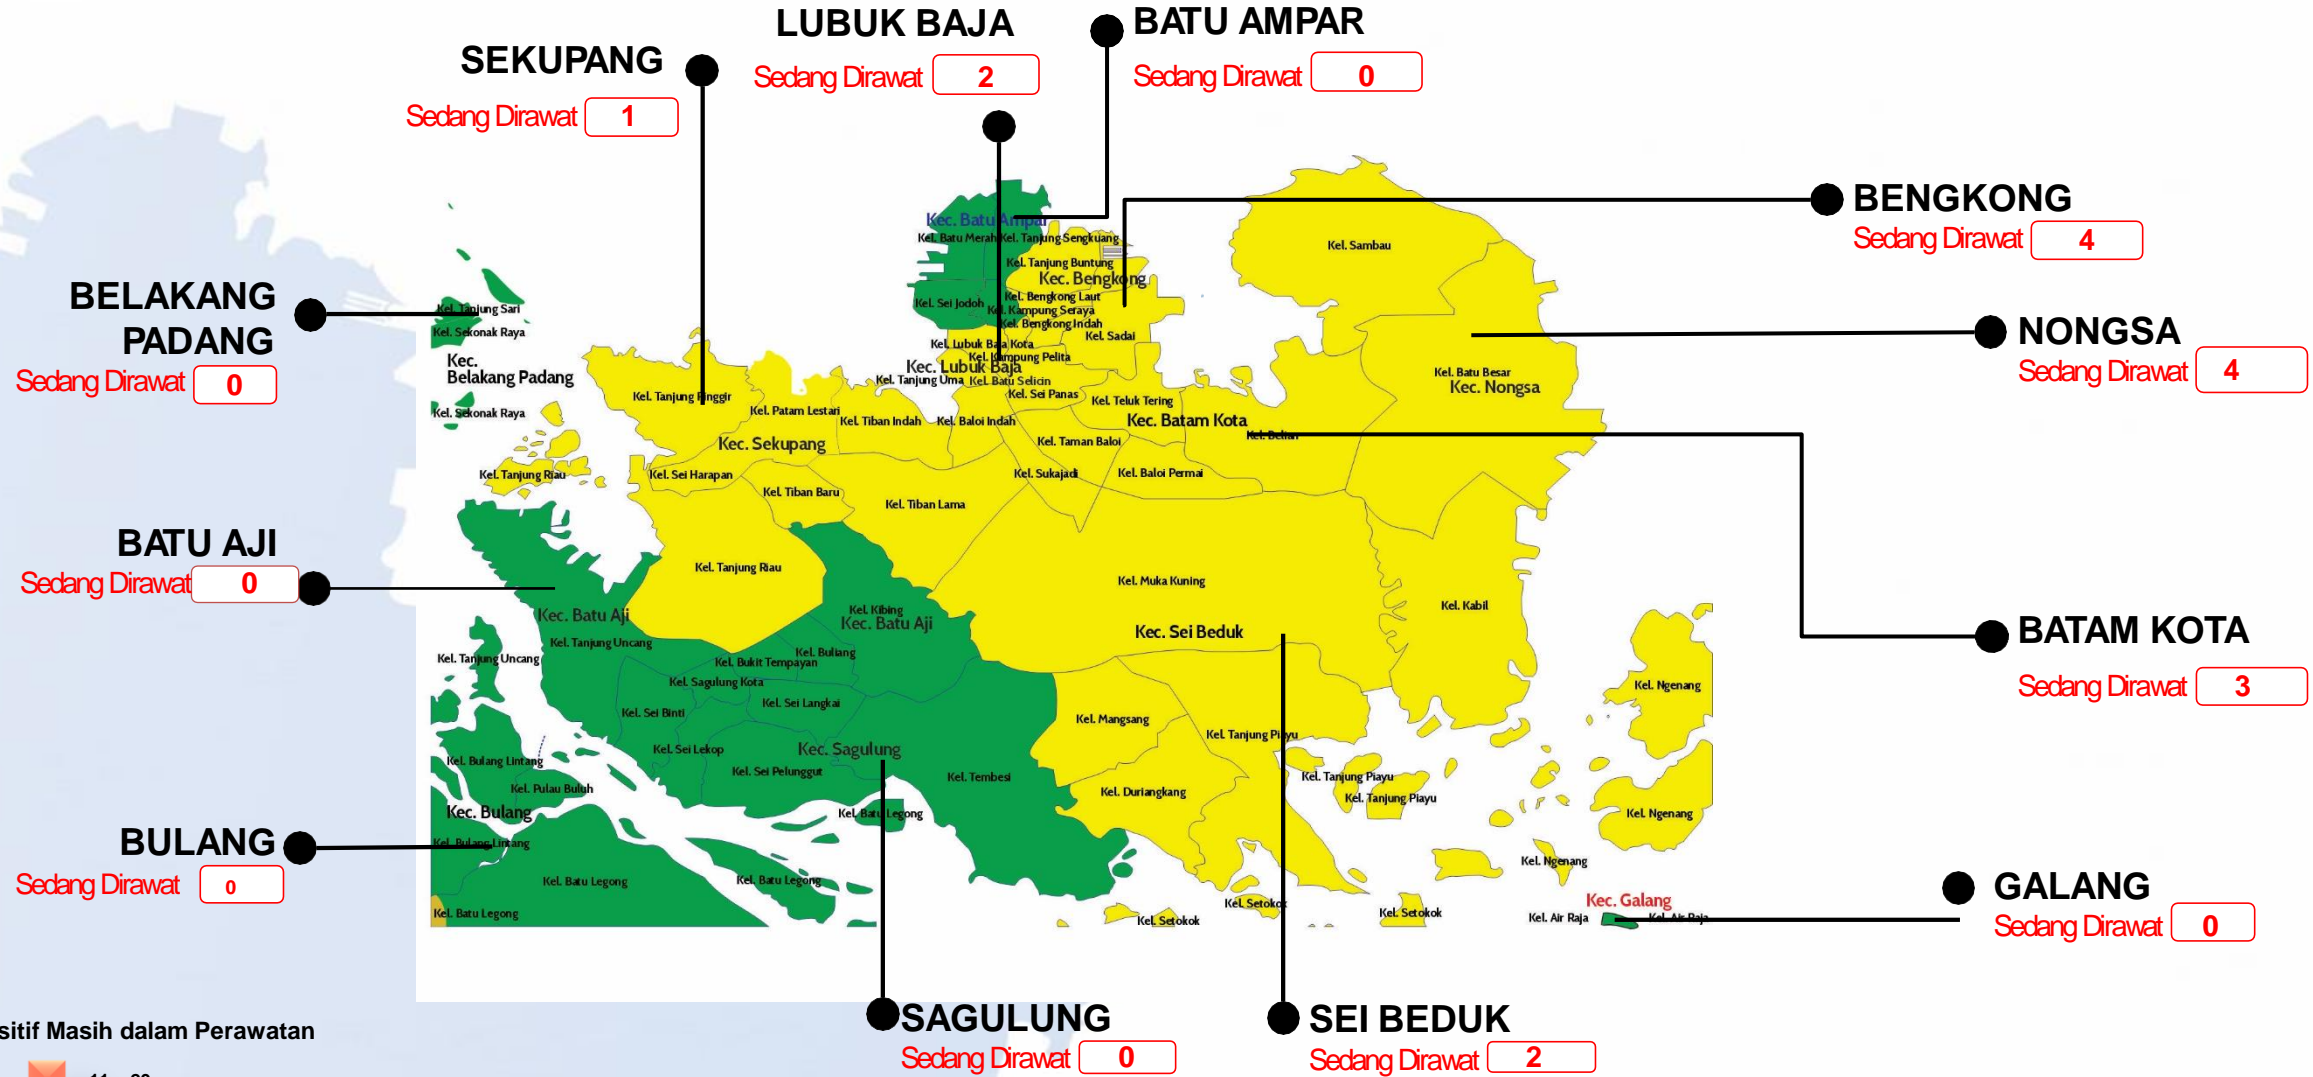 LUBUK BAJA
Sedang Dirawat 2
BATU AMPAR
Sedang Dirawat 0
SEKUPANG
Sedang Dirawat 1
BENGKONG
Sedang Dirawat 4
BELAKANG
PADANG
Sedang Dirawat 0
NONGSA
Sedang Dirawat 4
BATU AJI
Sedang Dirawat 0
BATAM KOTA
Sedang Dirawat 3
BULANG
Sedang Dirawat 0
GALANG
Sedang Dirawat 0
SAGULUNG
Sedang Dirawat 0
SEI BEDUK
Sedang Dirawat 2
Kec. Batu Ampar
Kel. Batu Merah
Kel. Tanjung Sengkuang
Kel. Tanjung Buntung
Kec. Bengkong
Kel. Sei Jodoh
Kel. Bengkong Laut
Kel. Kampung Seraya
Kel. Bengkong Indah
Kel. Sadai
Kel. Lubuk Baja Kota
Kel. Kampung Pelita
Kec. Lubuk Baja
Kel. Tanjung Uma
Kel. Batu Selicin
Kel. Sei Panas
Kel. Teluk Tering
Kel. Sambau
Kel. Batu Besar
Kec. Nongsa
Kel. Tanjung Sari
Kel. Sekonak Raya
Kec.
Belakang Padang
Kel. Sekonak Raya
Kel. Tanjung Pinggir
Kel. Patam Lestari
Kel. Tiban Indah
Kel. Baloi Indah
Kec. Batam Kota
Kel. Belian
Kel. Taman Baloi
Kec. Sekupang
Kel. Tanjung Riau
Kel. Sei Harapan
Kel. Sukajadi
Kel. Baloi Permai
Kel. Tiban Baru
Kel. Tiban Lama
Kel. Tanjung Riau
Kel. Muka Kuning
Kel. Kabil
Kec. Batu Aji
Kel. Kibing
Kec. Batu Aji
Kec. Sei Beduk
Kel. Tanjung Uncang
Kel. Tanjung Uncang
Kel. Buliang
Kel. Bukit Tempayan
Kel. Sagulung Kota
Kel. Sei Langkai
Kel. Sei Binti
Kel. Mangsang
Kel. Ngenang
Kel. Tanjung Piayu
Kel. Sei Lekop
Kec. Sagulung
Kel. Bulang Lintang
Kel. Sei Pelunggut
Kel. Tembesi
Kel. Tanjung Piayu
Kel. Pulau Buluh
Kel. Duriangkang
Kel. Tanjung Piayu
Kec. Bulang
Kel. Batu Legong
Kel. Ngenang
Kel. Bulang Lintang
Kel. Ngenang
Kel. Batu Legong
Kel. Batu Legong
Kec. Galang
Kel. Batu Legong
Kel. Setokok
Kel. Setokok
Kel. Setokok
Kel. Air Raja
Kel. Air Raja
sitif Masih dalam Perawatan